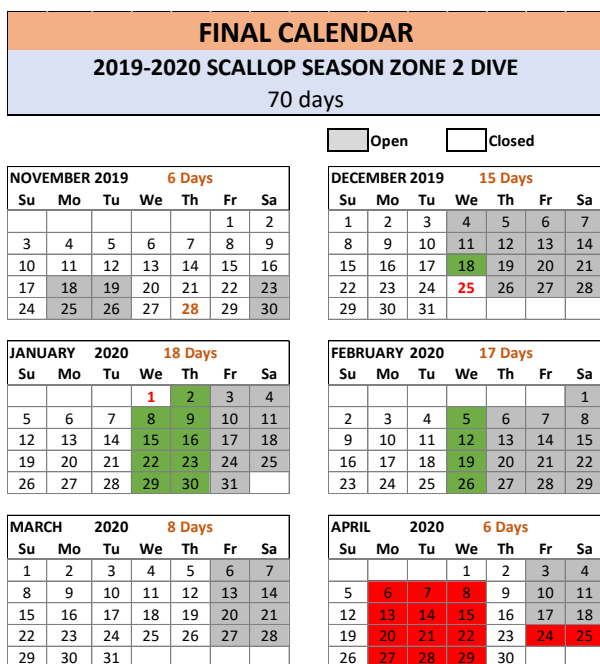 FINAL CALENDAR
2019-2020 SCALLOP SEASON ZONE 2 DIVE
70 days
Open Closed
NOVEMBER 2019 6 Days
Su Mo Tu We Th Fr Sa
1 2
3 4 5 6 7 8 9
10 11 12 13 14 15 16
17 18 19 20 21 22 23
24 25 26 27 28 29 30
DECEMBER 2019 15 Days
Su Mo Tu We Th Fr Sa
1 2 3 4 5 6 7
8 9 10 11 12 13 14
15 16 17 18 19 20 21
22 23 24 25 26 27 28
29 30 31
JANUARY 2020 18 Days
Su Mo Tu We Th Fr Sa
1 2 3 4
5 6 7 8 9 10 11
12 13 14 15 16 17 18
19 20 21 22 23 24 25
26 27 28 29 30 31
FEBRUARY 2020 17 Days
Su Mo Tu We Th Fr Sa
1
2 3 4 5 6 7 8
9 10 11 12 13 14 15
16 17 18 19 20 21 22
23 24 25 26 27 28 29
MARCH 2020 8 Days
Su Mo Tu We Th Fr Sa
1 2 3 4 5 6 7
8 9 10 11 12 13 14
15 16 17 18 19 20 21
22 23 24 25 26 27 28
29 30 31
APRIL 2020 6 Days
Su Mo Tu We Th Fr Sa
1 2 3 4
5 6 7 8 9 10 11
12 13 14 15 16 17 18
19 20 21 22 23 24 25
26 27 28 29 30